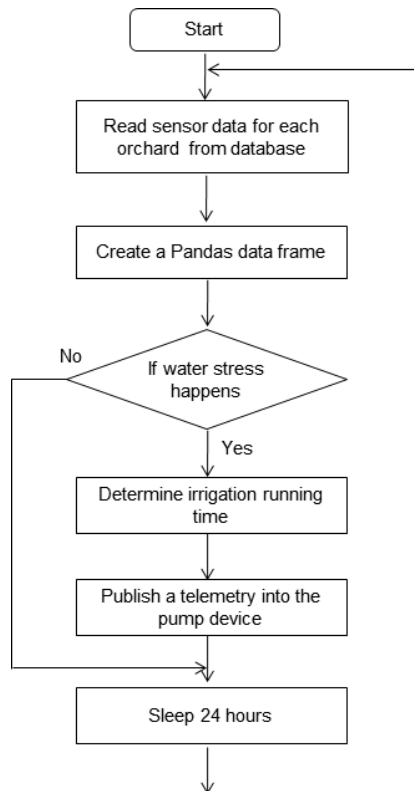 Start
Read sensor data for each
orchard from database
Create a Pandas data frame
No
If water stress
happens
Yes
Determine irrigation running
time
Publish a telemetry into the
pump device
Sleep 24 hours